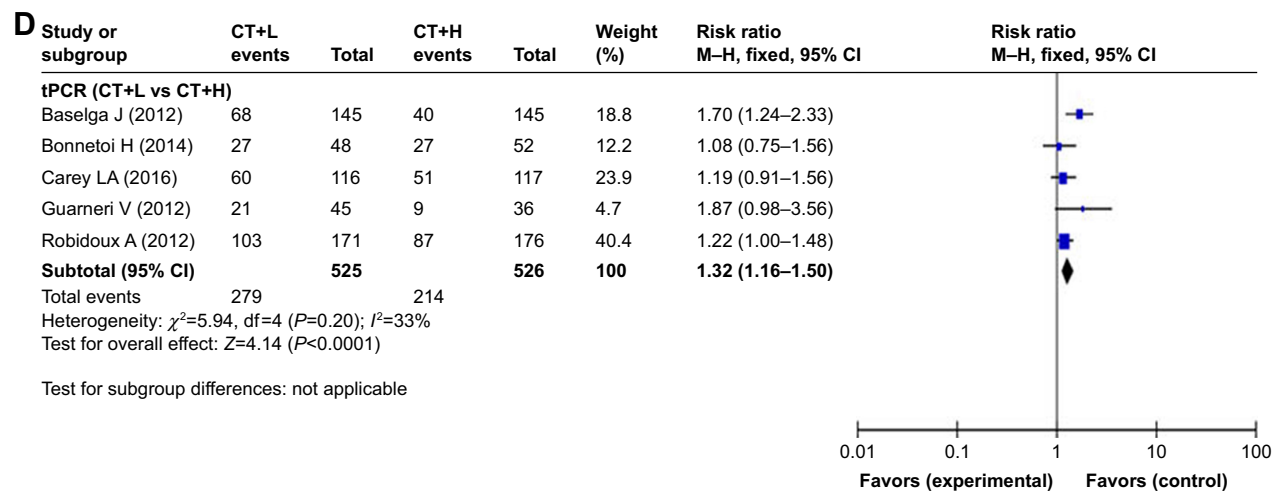 D
Study or subgroup CT+L events Total CT+H events Total Weight (%) Risk ratio M–H, fixed, 95% CI Risk ratio M–H, fixed, 95% CI
tPCR (CT+L vs CT+H)
Baselga J (2012) 68 145 40 145 18.8 1.70 (1.24–2.33)
Bonnetoi H (2014) 27 48 27 52 12.2 1.08 (0.75–1.56)
Carey LA (2016) 60 116 51 117 23.9 1.19 (0.91–1.56)
Guarneri V (2012) 21 45 9 36 4.7 1.87 (0.98–3.56)
Robidoux A (2012) 103 171 87 176 40.4 1.22 (1.00–1.48)
Subtotal (95% CI) 525 526 100 1.32 (1.16–1.50)
Total events 279 214
Heterogeneity: χ²=5.94, df=4 (P=0.20); I²=33%
Test for overall effect: Z=4.14 (P<0.0001)
Test for subgroup differences: not applicable
0.01 0.1 1 10 100
Favors (experimental) Favors (control)